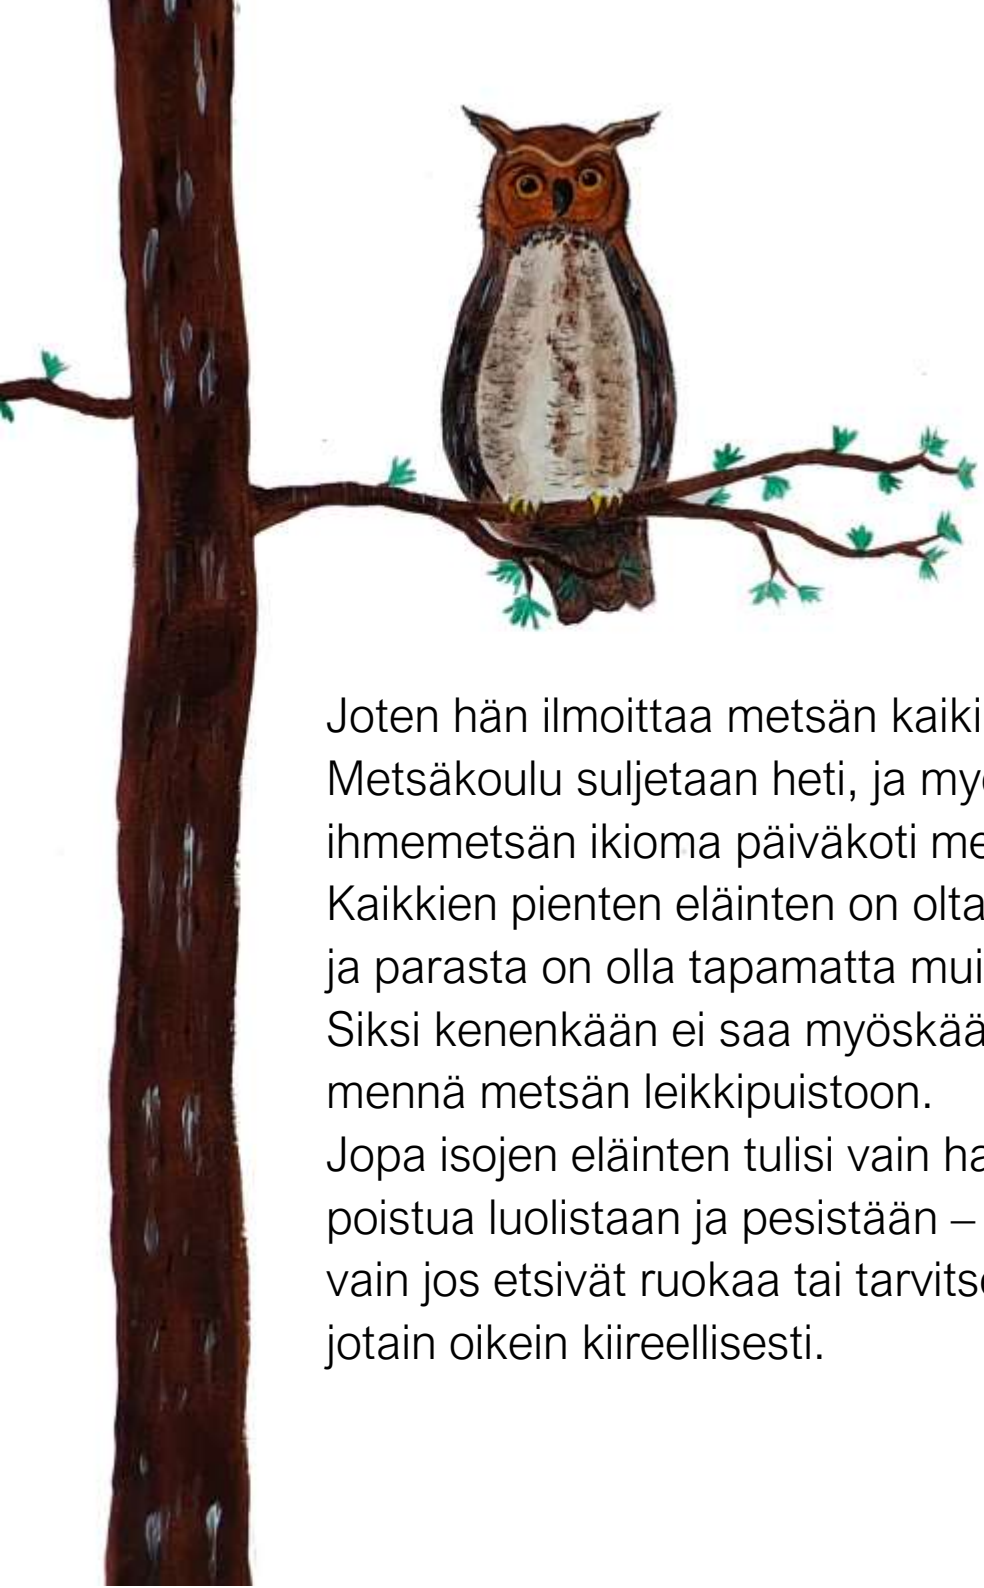 Joten hän ilmoittaa metsän kaiki
Metsäkoulu suljetaan heti, ja myö
ihmemetsän ikioma päiväkoti me
Kaikkien pienten eläinten on olta
ja parasta on olla tapamatta mui
Siksi kenenkään ei saa myöskää
mennä metsän leikkipuistoon.
Jopa isojen eläinten tulisi vain ha
poistua luolistaan ja pesistään –
vain jos etsivät ruokaa tai tarvitse
jotain oikein kiireellisesti.